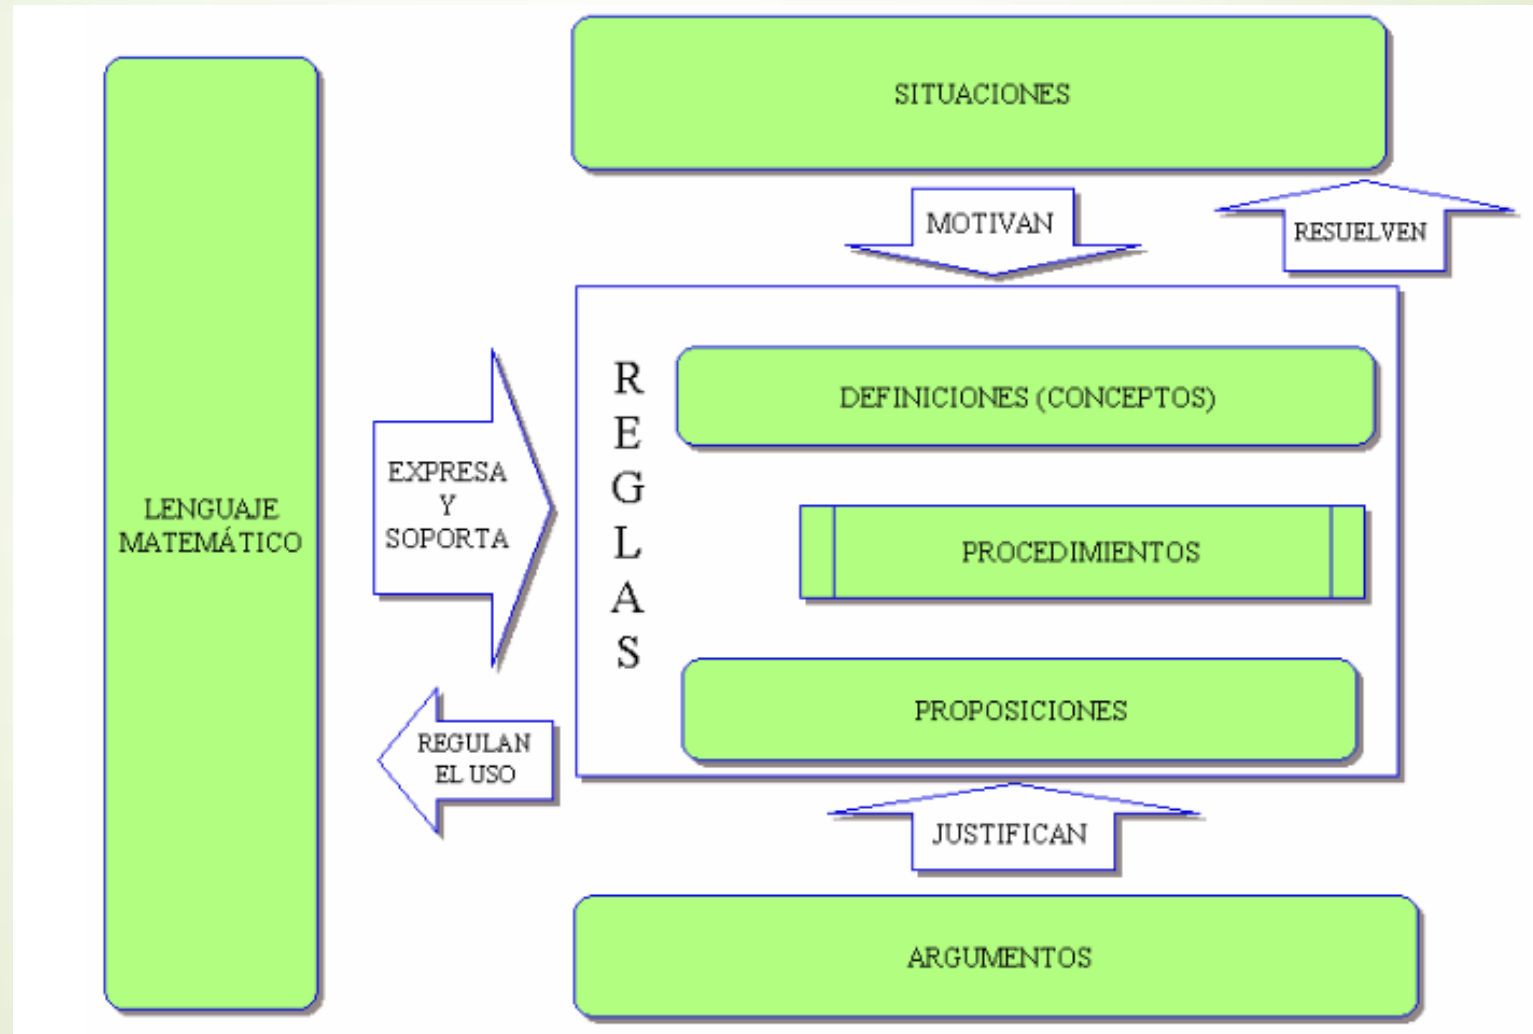 SITUACIONES
MOTIVAN
RESUELVEN
LENGUAJE
MATEMÁTICO
EXPRESA
Y
SOPORTA
REGULAN
EL USO
R
E
G
L
A
S
DEFINICIONES (CONCEPTOS)
PROCEDIMIENTOS
PROPOSICIONES
JUSTIFICAN
ARGUMENTOS